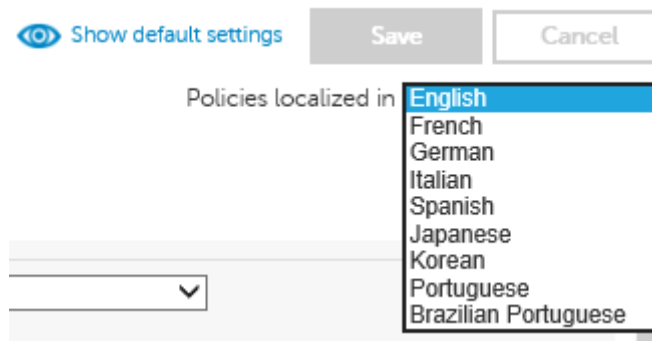 Show default settings Save Cancel
Policies localized in English
French
German
Italian
Spanish
Japanese
Korean
Portuguese
Brazilian Portuguese